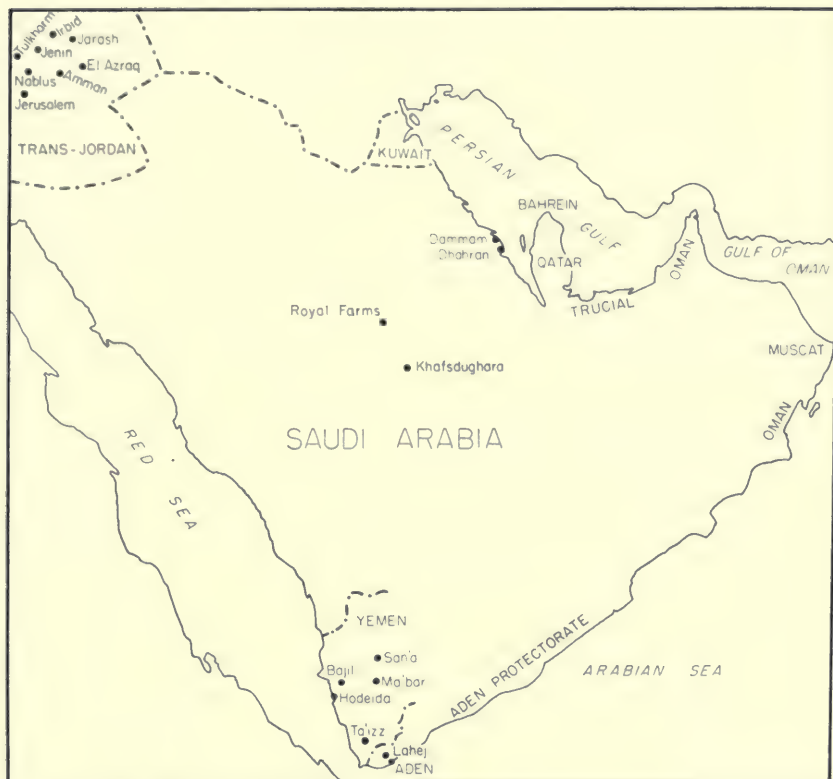 Tulkharm
Irbid
Jarash
Jenin
El Azraq
Nablus
Amman
Jerusalem
TRANS-JORDAN
KUWAIT
PERSIAN
GULF
BAHREIN
Dammam
Dhahran
QATAR
TRUCIAL
OMAN
GULF OF
OMAN
Royal Farms
MUSCAT
Khafsdughara
OMAN
SAUDI ARABIA
RED SEA
YEMEN
San'a
Bajil
Ma'bar
Hodeida
ADEN PROTECTORATE
ARABIAN SEA
Ta'izz
Lahej
ADEN